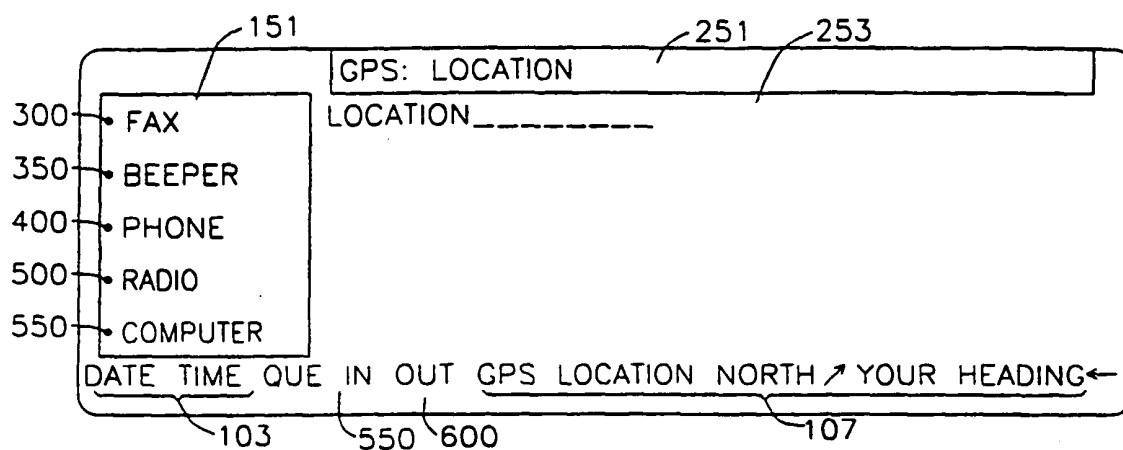 151 251 253
GPS: LOCATION
300 FAX LOCATION_________
350 BEEPER
400 PHONE
500 RADIO
550 COMPUTER
DATE TIME QUE IN OUT GPS LOCATION NORTH ↗ YOUR HEADING←
103 550 600 107